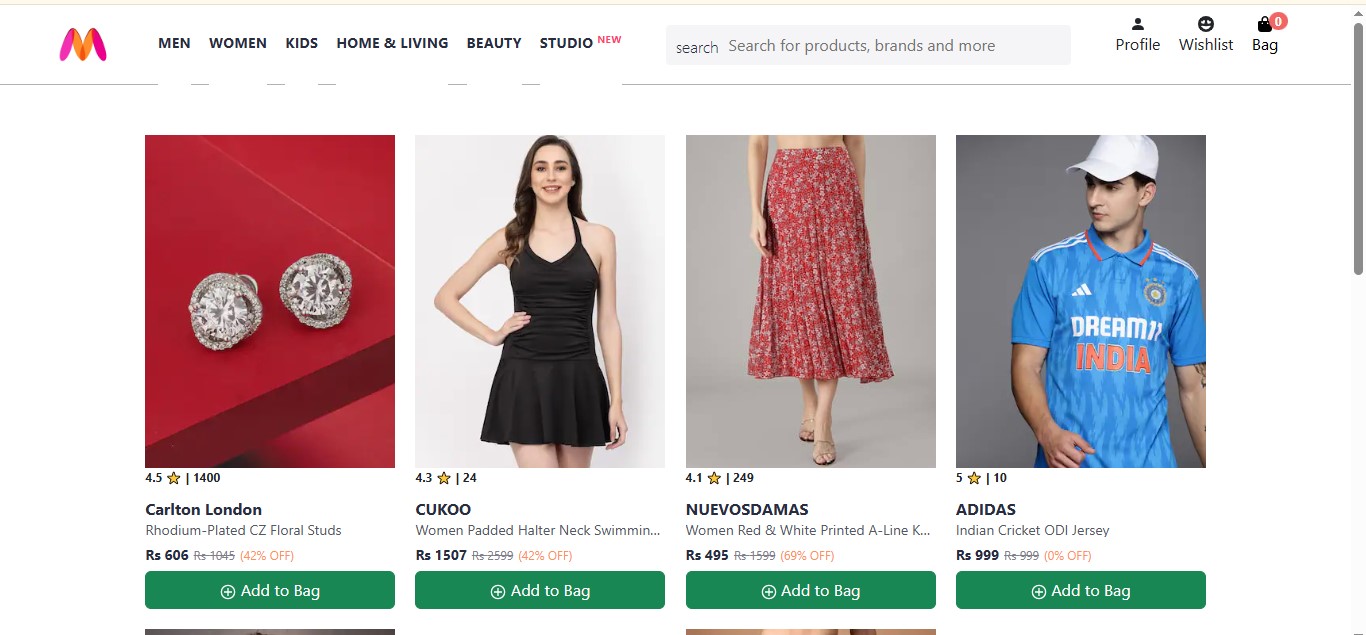 MEN WOMEN KIDS HOME & LIVING BEAUTY STUDIO NEW
search Search for products, brands and more
Profile Wishlist Bag 0
DREAM11
INDIA
4.5 ⭐ | 1400
Carlton London
Rhodium-Plated CZ Floral Studs
Rs 606 Rs 1045 (42% OFF)
Add to Bag
4.3 ⭐ | 24
CUKOO
Women Padded Halter Neck Swimmin...
Rs 1507 Rs 2599 (42% OFF)
Add to Bag
4.1 ⭐ | 249
NUEVOSDAMAS
Women Red & White Printed A-Line K...
Rs 495 Rs 1599 (69% OFF)
Add to Bag
5 ⭐ | 10
ADIDAS
Indian Cricket ODI Jersey
Rs 999 Rs 999 (0% OFF)
Add to Bag